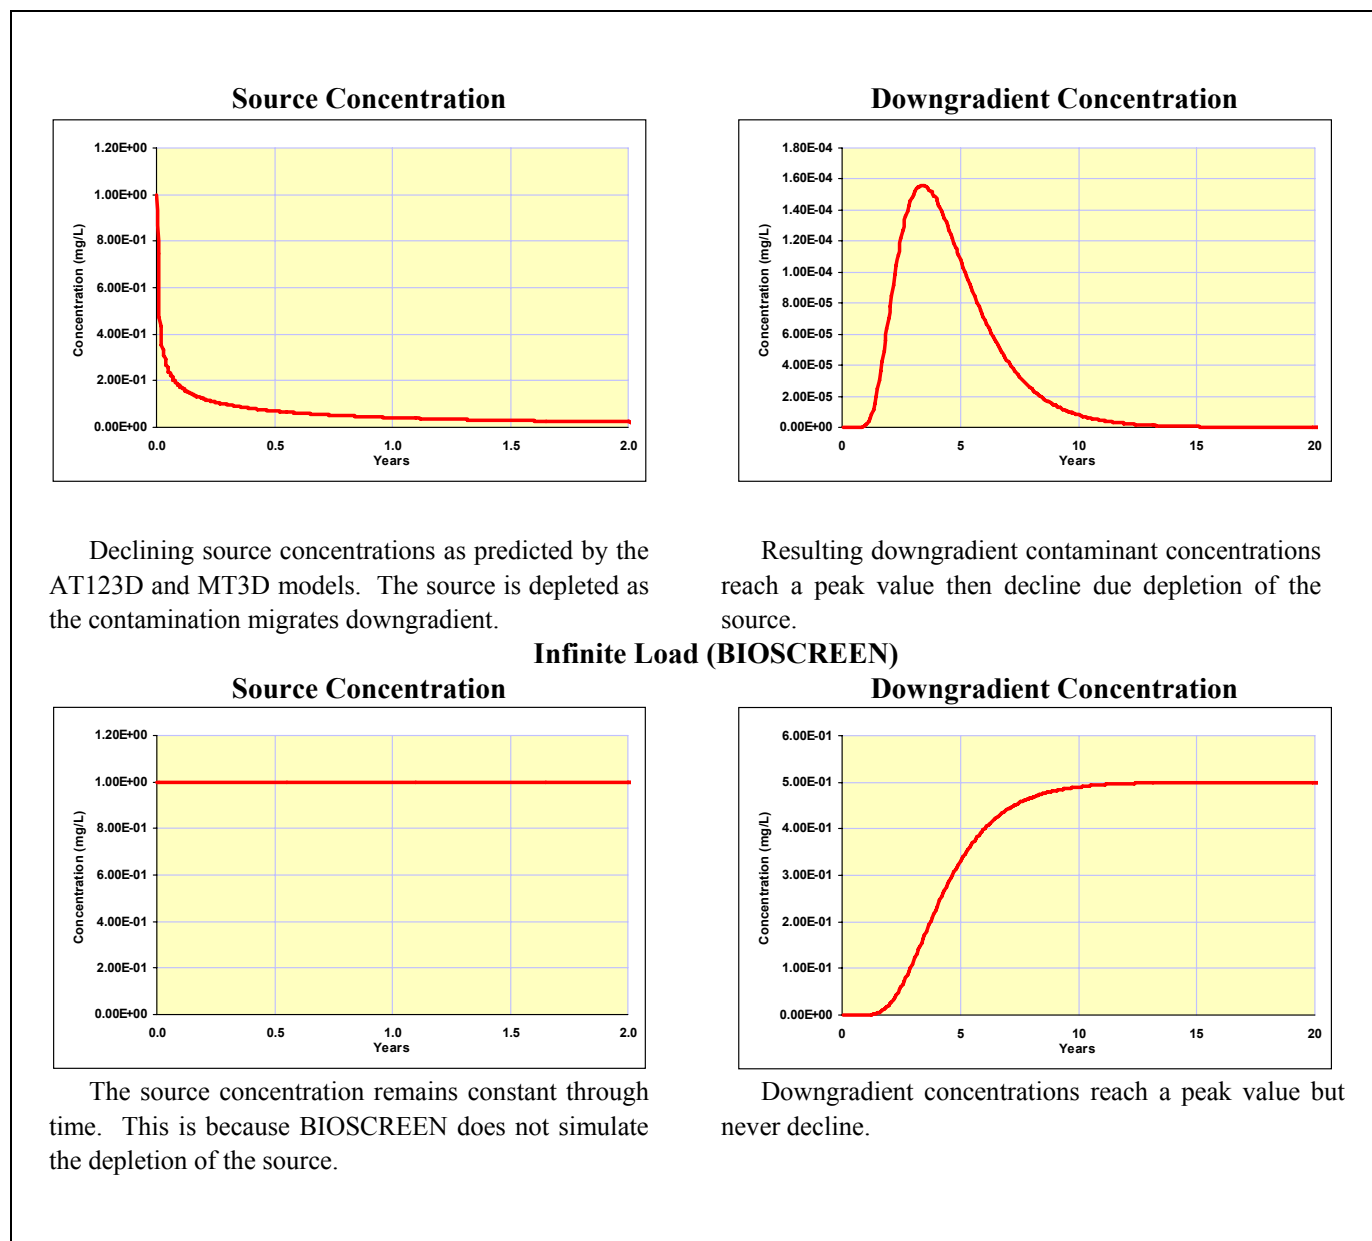 Source Concentration
1.20E+00
1.00E+00
8.00E-01
6.00E-01
4.00E-01
2.00E-01
0.00E+00
Concentration (mg/L)
0.0 0.5 1.0 1.5 2.0
Years
Downgradient Concentration
1.80E-04
1.60E-04
1.40E-04
1.20E-04
1.00E-04
8.00E-05
6.00E-05
4.00E-05
2.00E-05
0.00E+00
Concentration (mg/L)
0 5 10 15 20
Years
Declining source concentrations as predicted by the
AT123D and MT3D models. The source is depleted as
the contamination migrates downgradient.
Resulting downgradient contaminant concentrations
reach a peak value then decline due depletion of the
source.
Infinite Load (BIOSCREEN)
Source Concentration
1.20E+00
1.00E+00
8.00E-01
6.00E-01
4.00E-01
2.00E-01
0.00E+00
Concentration (mg/L)
0.0 0.5 1.0 1.5 2.0
Years
Downgradient Concentration
6.00E-01
5.00E-01
4.00E-01
3.00E-01
2.00E-01
1.00E-01
0.00E+00
Concentration (mg/L)
0 5 10 15 20
Years
The source concentration remains constant through
time. This is because BIOSCREEN does not simulate
the depletion of the source.
Downgradient concentrations reach a peak value but
never decline.